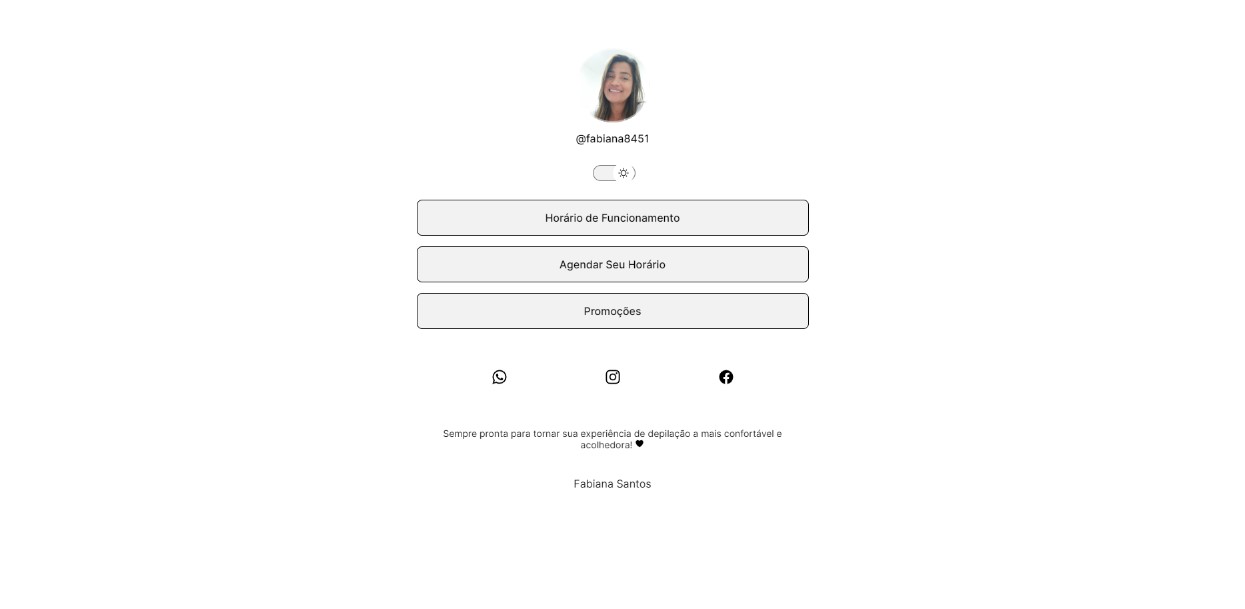 @fabiana8451
Horário de Funcionamento
Agendar Seu Horário
Promoções
Sempre pronta para tornar sua experiência de depilação a mais confortável e
acolhedora! ♥
Fabiana Santos